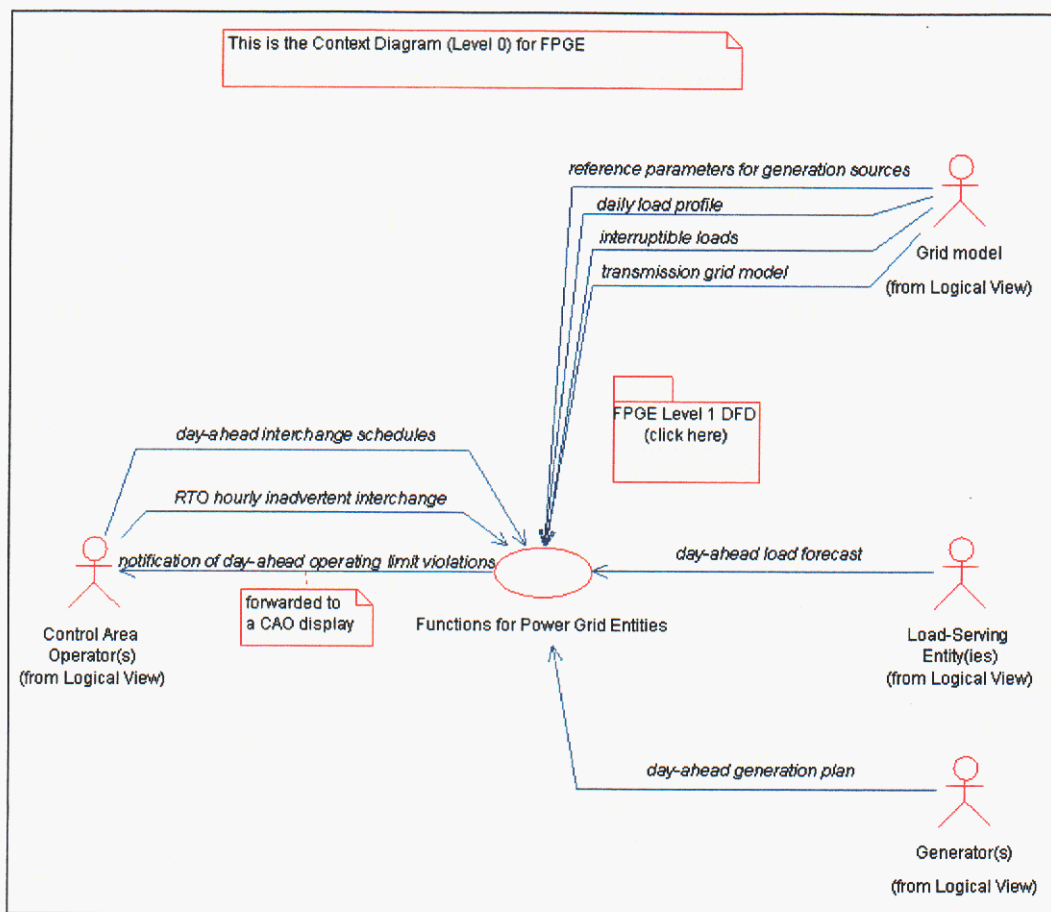 This is the Context Diagram (Level 0) for FPGE
reference parameters for generation sources
daily load profile
interruptible loads
transmission grid model
Grid model
(from Logical View)
FPGE Level 1 DFD
(click here)
day-ahead interchange schedules
RTO hourly inadvertent interchange
notification of day-ahead operating limit violations
forwarded to
a CAO display
Control Area
Operator(s)
(from Logical View)
Functions for Power Grid Entities
day-ahead load forecast
Load-Serving
Entity(ies)
(from Logical View)
day-ahead generation plan
Generator(s)
(from Logical View)